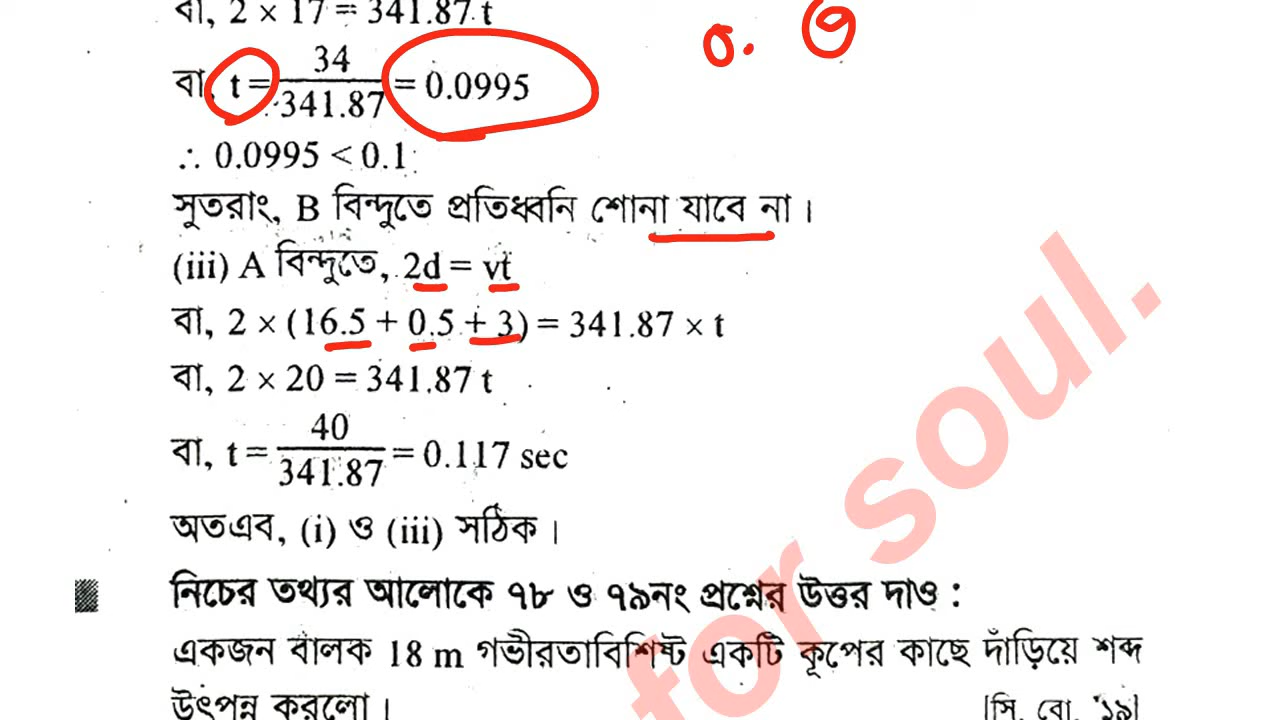 বা, 2 × 17 = 341.87 t
বা, t = 34/341.87 = 0.0995
∴ 0.0995 < 0.1
সুতরাং, B বিন্দুতে প্রতিধ্বনি শোনা যাবে না।
(iii) A বিন্দুতে, 2d = vt
বা, 2 × (16.5 + 0.5 + 3) = 341.87 × t
বা, 2 × 20 = 341.87 t
বা, t = 40/341.87 = 0.117 sec
অতএব, (i) ও (iii) সঠিক।
নিচের তথ্যর আলোকে ৭৮ ও ৭৯নং প্রশ্নের উত্তর দাও :
একজন বালক 18 m গভীরতাবিশিষ্ট একটি কূপের কাছে দাঁড়িয়ে শব্দ
উৎপন্ন করলো। [সি. বো. '১৯]
for soul.